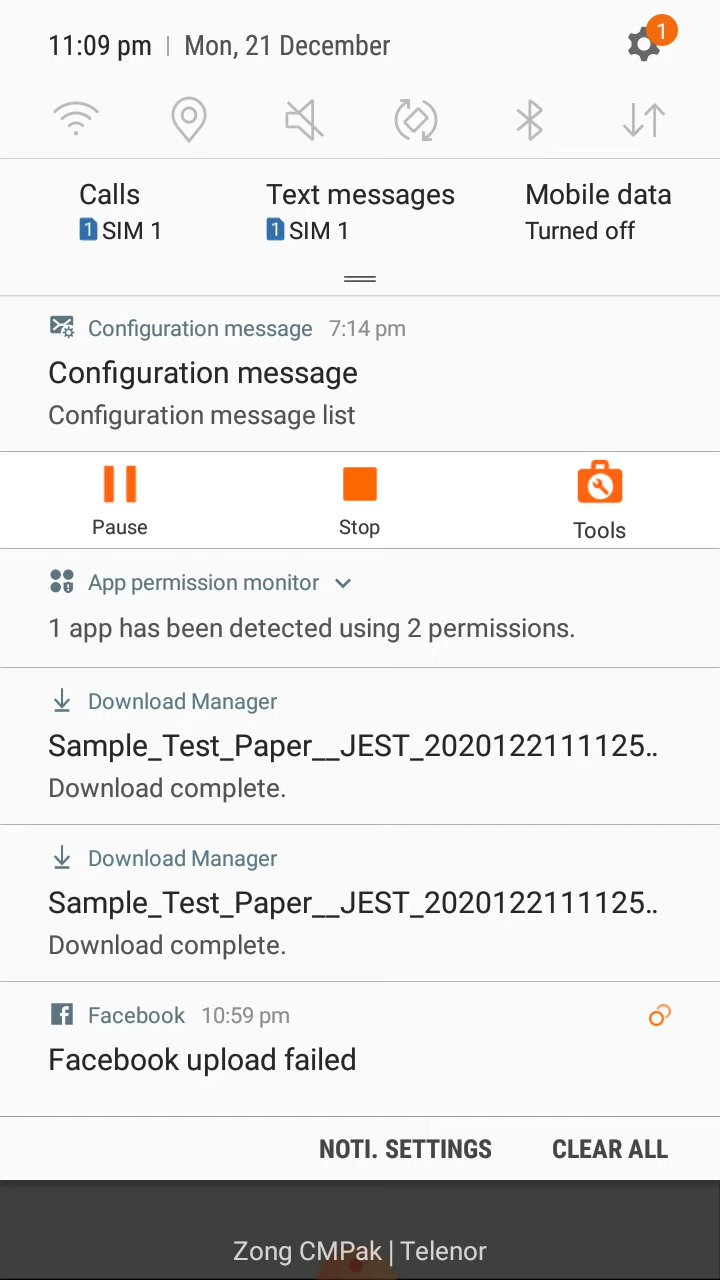 11:09 pm | Mon, 21 December
1
Calls
Text messages
Mobile data
1 SIM 1
1 SIM 1
Turned off
Configuration message 7:14 pm
Configuration message
Configuration message list
Pause
Stop
Tools
App permission monitor
1 app has been detected using 2 permissions.
Download Manager
Sample_Test_Paper__JEST_2020122111125..
Download complete.
Download Manager
Sample_Test_Paper__JEST_2020122111125..
Download complete.
Facebook 10:59 pm
Facebook upload failed
NOTI. SETTINGS
CLEAR ALL
Zong CMPak | Telenor